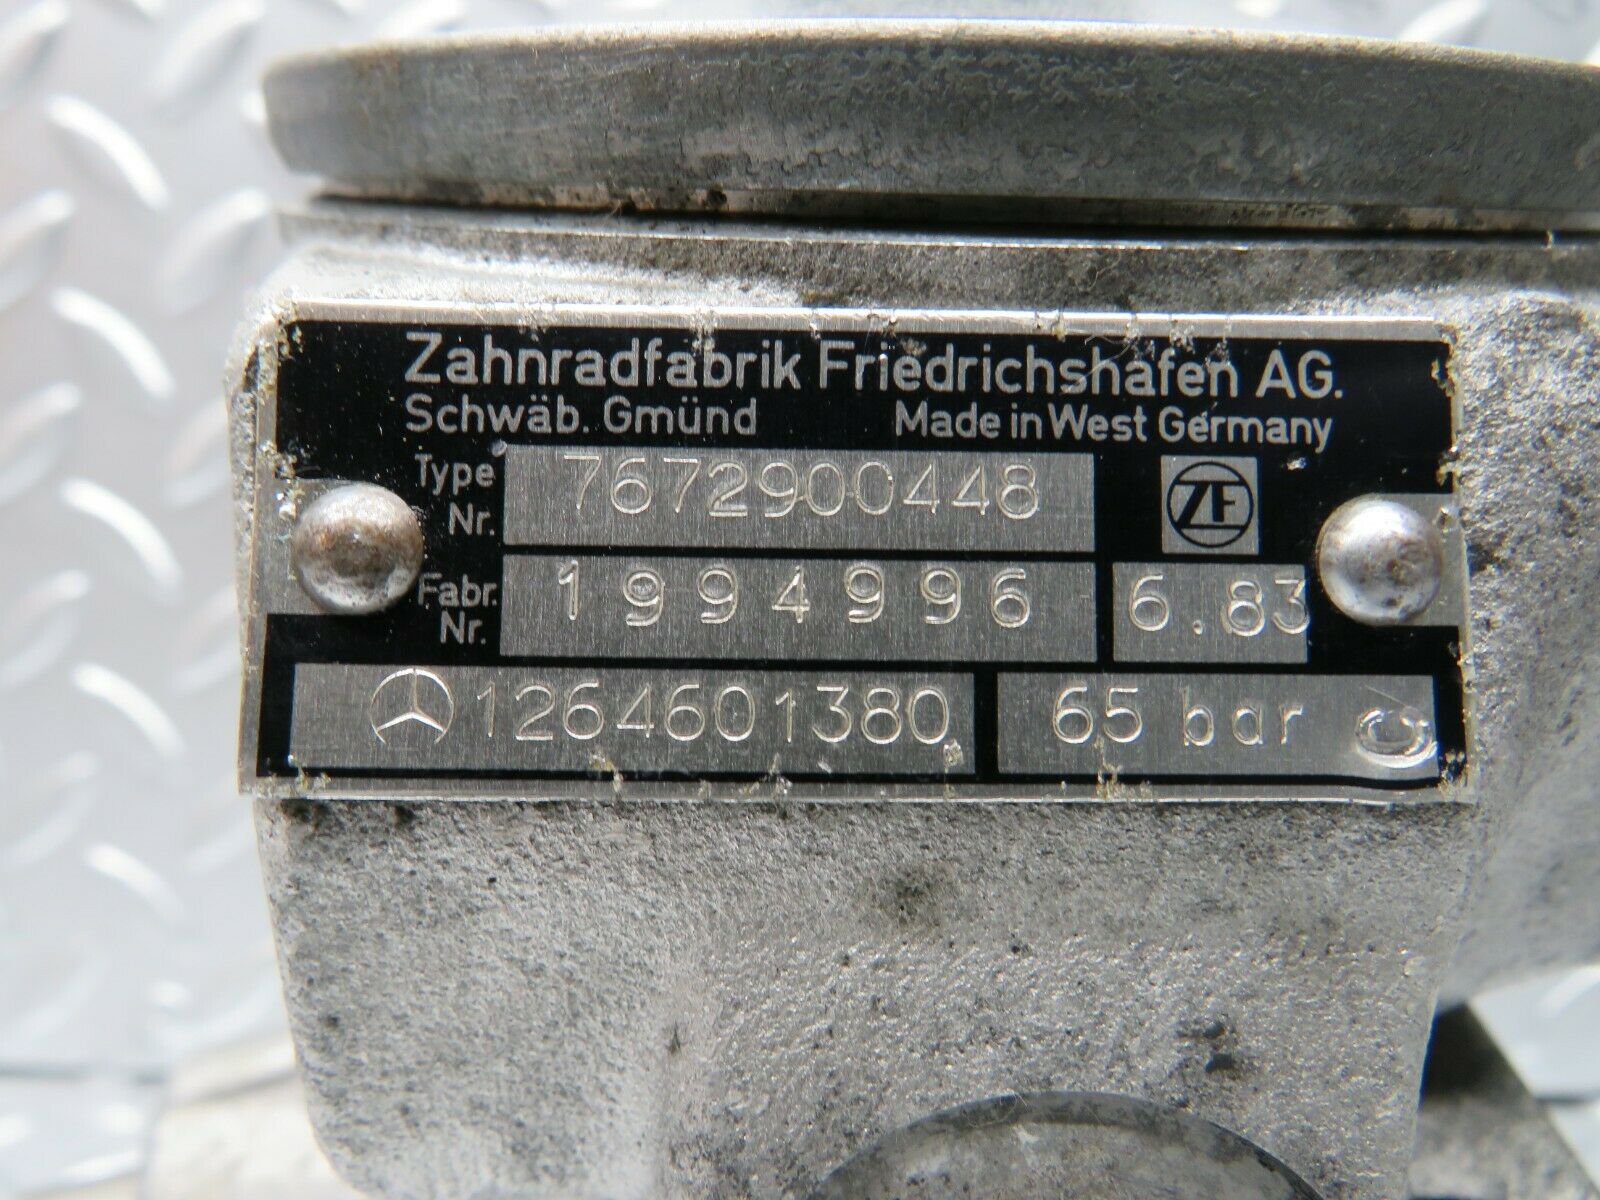 Zahnradfabrik Friedrichshafen AG.
Schwäb. Gmünd Made in West Germany
Type Nr. 7672900448 ZF
Fabr. Nr. 1994996 6.83
1264601380 65 bar